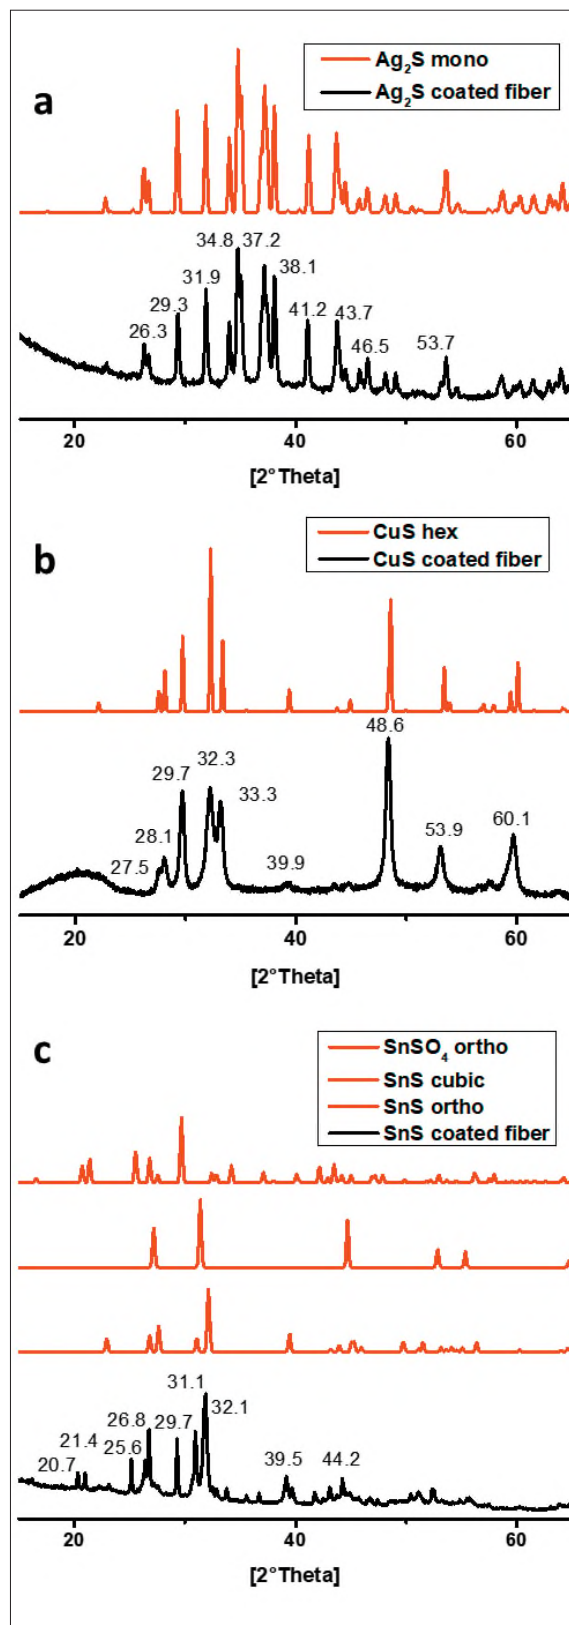 a
Ag₂S mono
Ag₂S coated fiber
34.8 37.2
38.1
31.9
29.3
26.3
41.2 43.7
46.5
53.7
20 40 60
[2°Theta]
b
CuS hex
CuS coated fiber
48.6
32.3
29.7
33.3
28.1
27.5
39.9
53.9
60.1
20 40 60
[2°Theta]
c
SnSO₄ ortho
SnS cubic
SnS ortho
SnS coated fiber
31.1
32.1
26.8
29.7
21.4
25.6
20.7
39.5 44.2
20 40 60
[2°Theta]